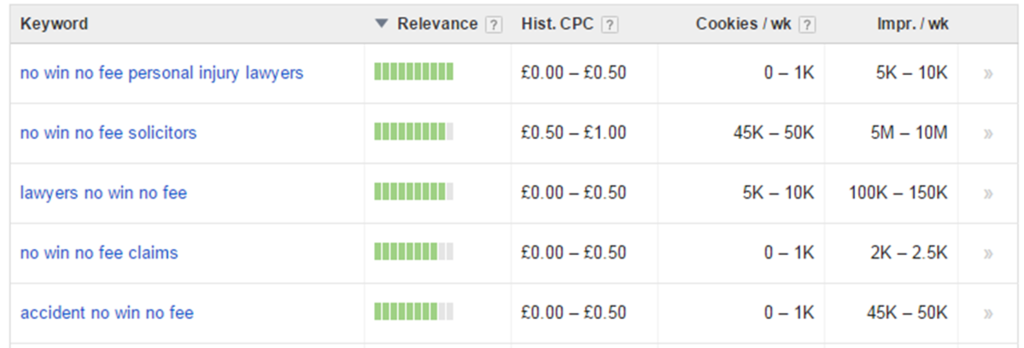 Keyword Relevance ? Hist. CPC ? Cookies / wk ? Impr. / wk
no win no fee personal injury lawyers £0.00 – £0.50 0 – 1K 5K – 10K »
no win no fee solicitors £0.50 – £1.00 45K – 50K 5M – 10M »
lawyers no win no fee £0.00 – £0.50 5K – 10K 100K – 150K »
no win no fee claims £0.00 – £0.50 0 – 1K 2K – 2.5K »
accident no win no fee £0.00 – £0.50 0 – 1K 45K – 50K »